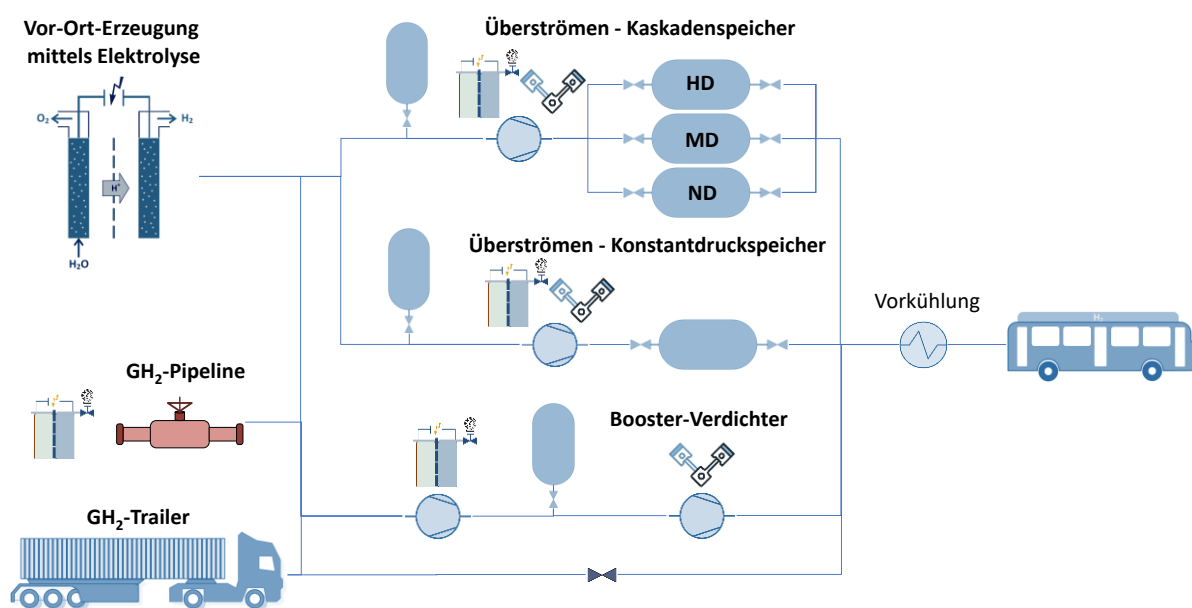 Vor-Ort-Erzeugung
mittels Elektrolyse
O₂
H₂
H⁺
H₂O
Überströmen - Kaskadenspeicher
HD
MD
ND
Überströmen - Konstantdruckspeicher
Vorkühlung
H₂
GH₂-Pipeline
Booster-Verdichter
GH₂-Trailer